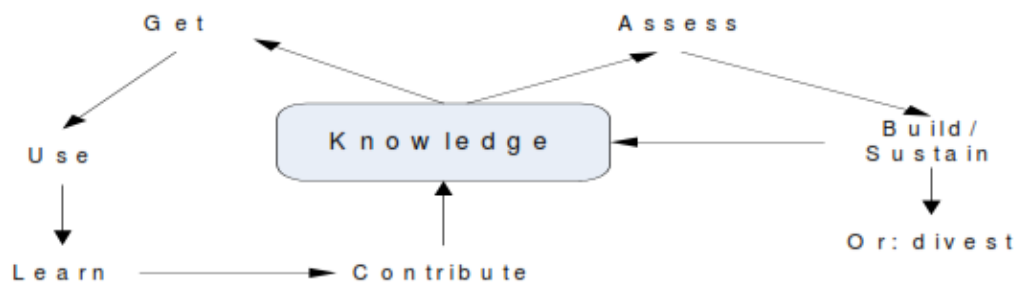 Get
Assess
Knowledge
Build/
Sustain
Use
Or: divest
Learn
Contribute